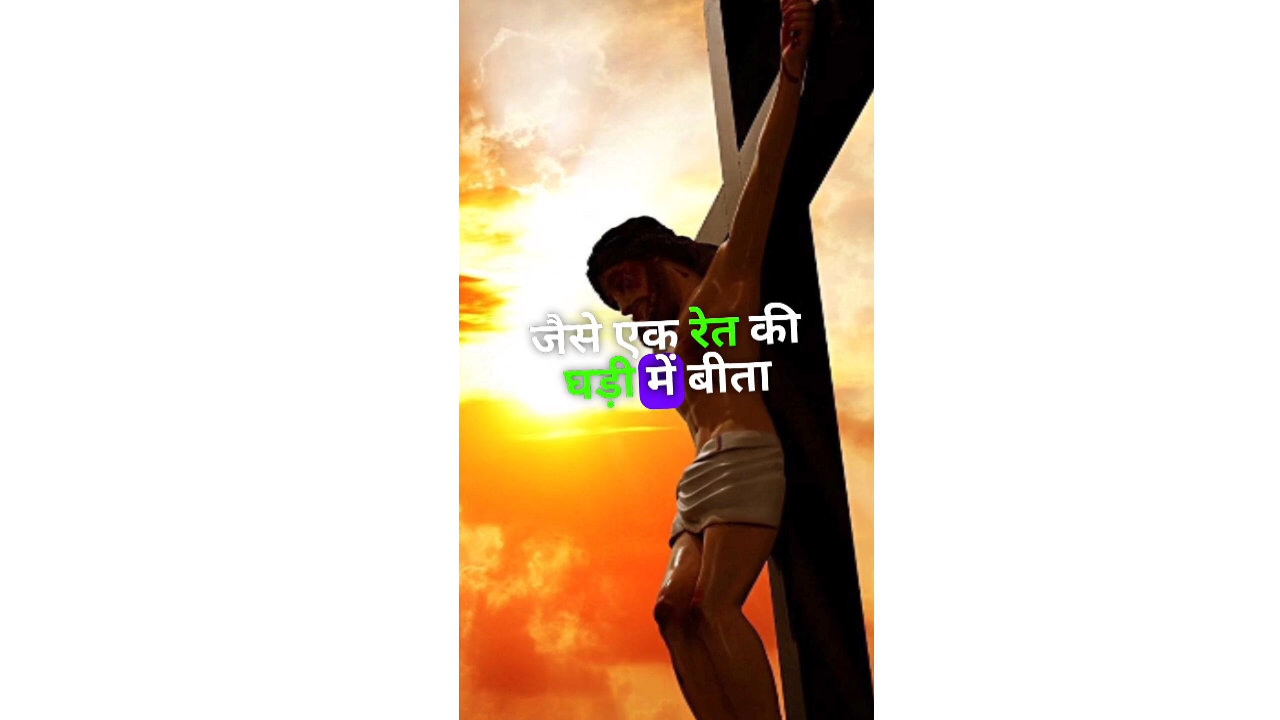 जैसे एक रेत की
घड़ी में बीता